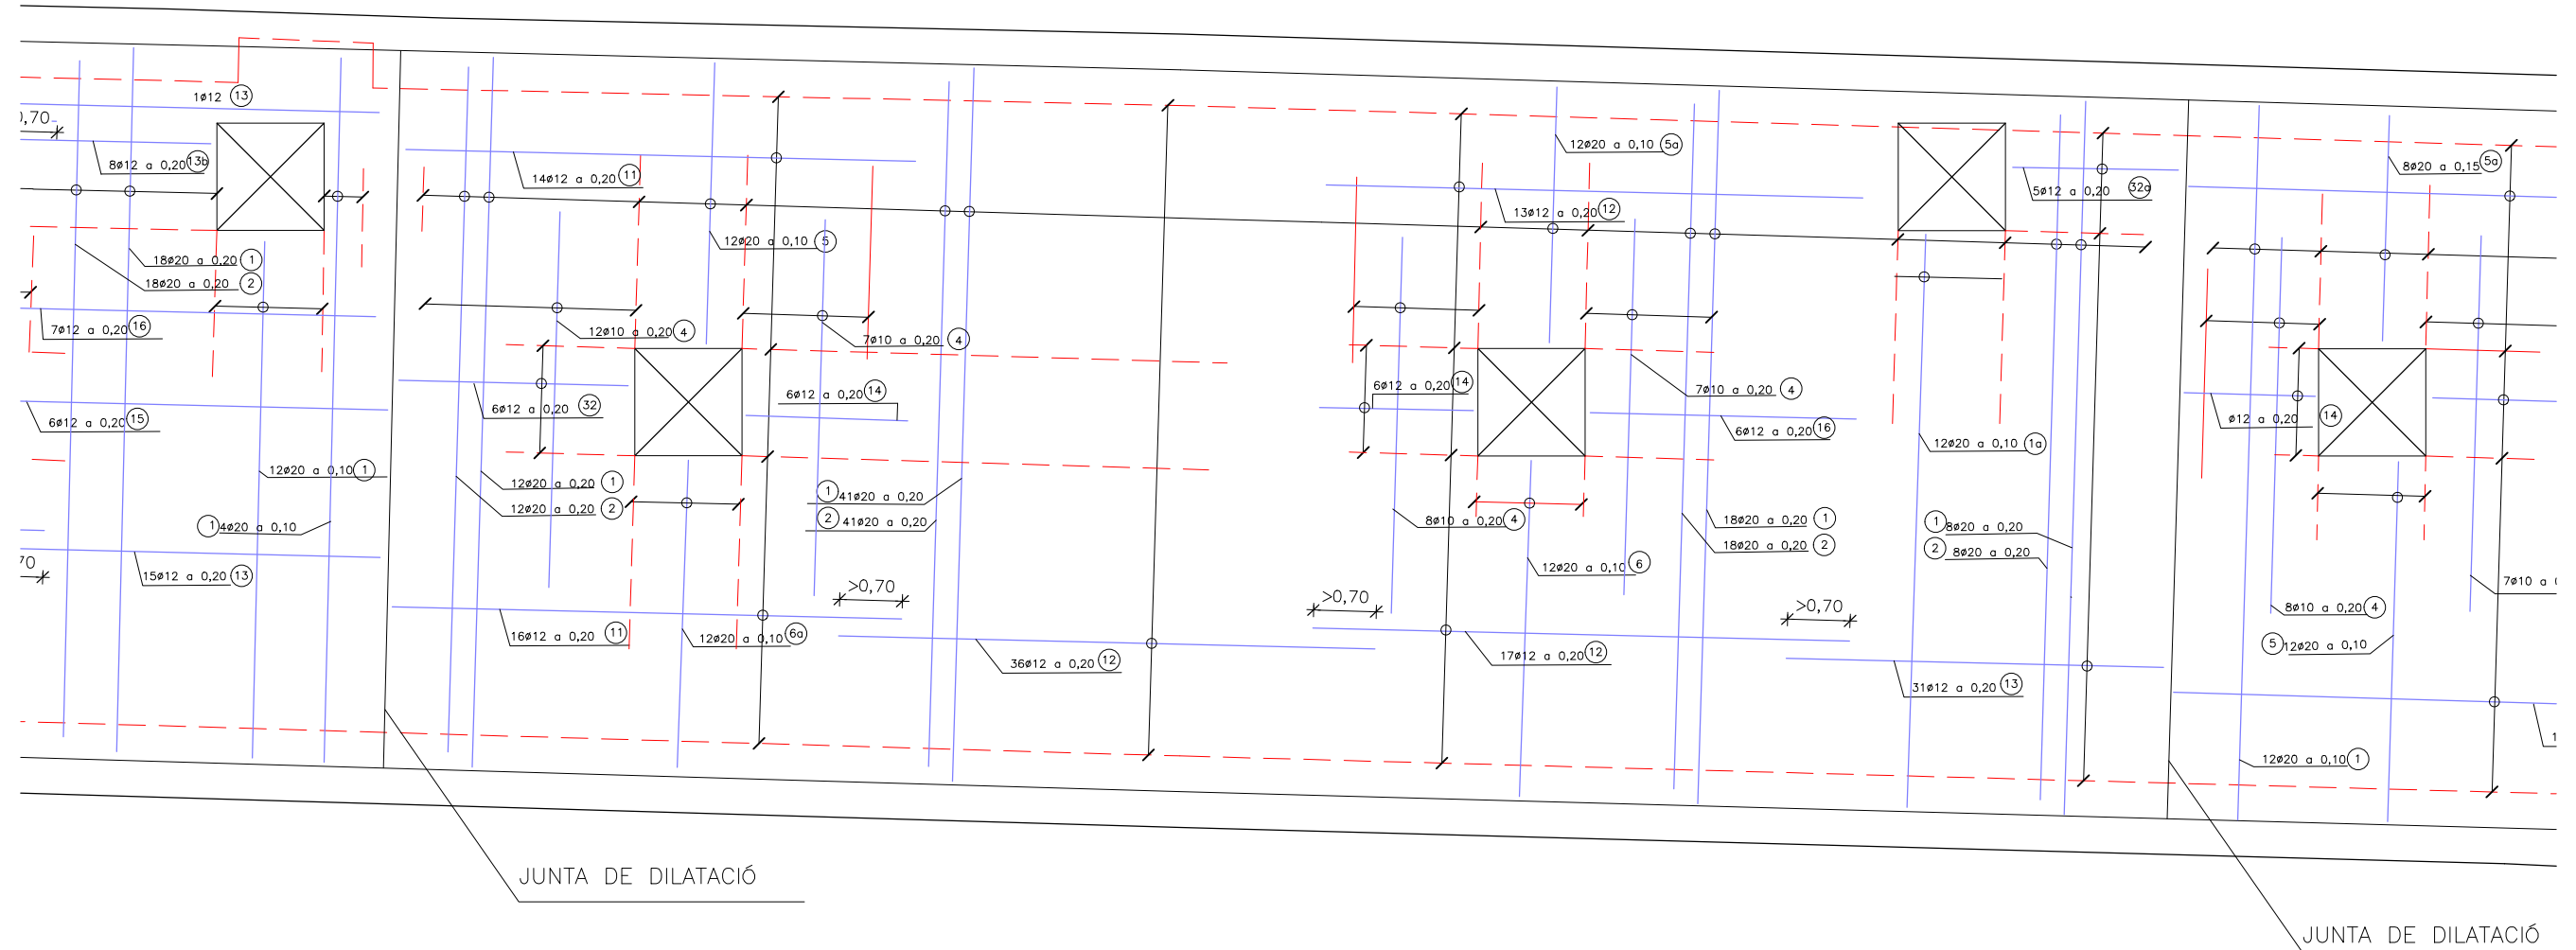 1ø12 13
0,70
8ø12 a 0,20 13b
18ø20 a 0,20 1
18ø20 a 0,20 2
7ø12 a 0,20 16
6ø12 a 0,20 15
12ø20 a 0,10 1
1 4ø20 a 0,10
15ø12 a 0,20 13
70
14ø12 a 0,20 11
12ø20 a 0,10 5
12ø10 a 0,20 4
7ø10 a 0,20 4
6ø12 a 0,20 32
6ø12 a 0,20 14
12ø20 a 0,20 1
12ø20 a 0,20 2
1 41ø20 a 0,20
2 41ø20 a 0,20
>0,70
16ø12 a 0,20 11
12ø20 a 0,10 6a
36ø12 a 0,20 12
12ø20 a 0,10 5a
13ø12 a 0,20 12
6ø12 a 0,20 14
7ø10 a 0,20 4
6ø12 a 0,20 16
8ø10 a 0,20 4
18ø20 a 0,20 1
18ø20 a 0,20 2
12ø20 a 0,10 6
>0,70
17ø12 a 0,20 12
>0,70
5ø12 a 0,20 32a
12ø20 a 0,10 1a
1 8ø20 a 0,20
2 8ø20 a 0,20
31ø12 a 0,20 13
8ø20 a 0,15 5a
ø12 a 0,20 14
7ø10 a
8ø10 a 0,20 4
5 12ø20 a 0,10
12ø20 a 0,10 1
1
JUNTA DE DILATACIÓ
JUNTA DE DILATACIÓ